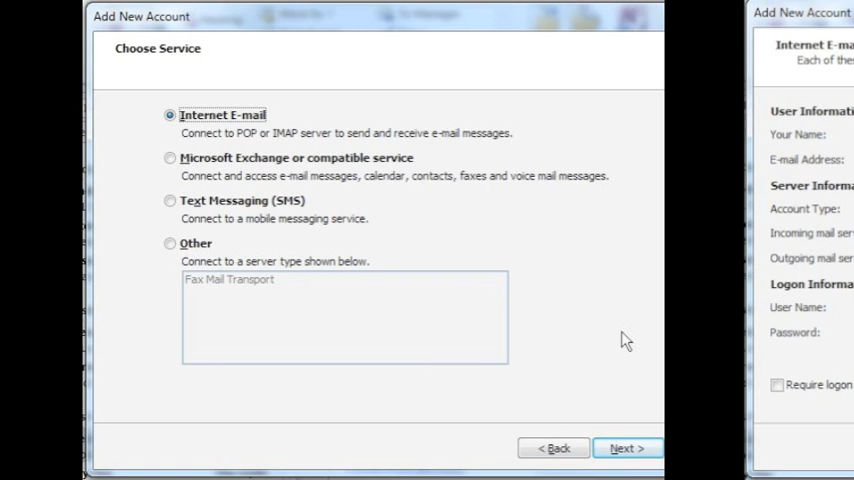 Add New Account
Choose Service
Internet E-mail
Connect to POP or IMAP server to send and receive e-mail messages.
Microsoft Exchange or compatible service
Connect and access e-mail messages, calendar, contacts, faxes and voice mail messages.
Text Messaging (SMS)
Connect to a mobile messaging service.
Other
Connect to a server type shown below.
Fax Mail Transport
< Back
Next >
Add New Account
Internet E-ma
Each of the
User Informati
Your Name:
E-mail Address:
Server Informa
Account Type:
Incoming mail serv
Outgoing mail ser
Logon Informa
User Name:
Password:
Require logon